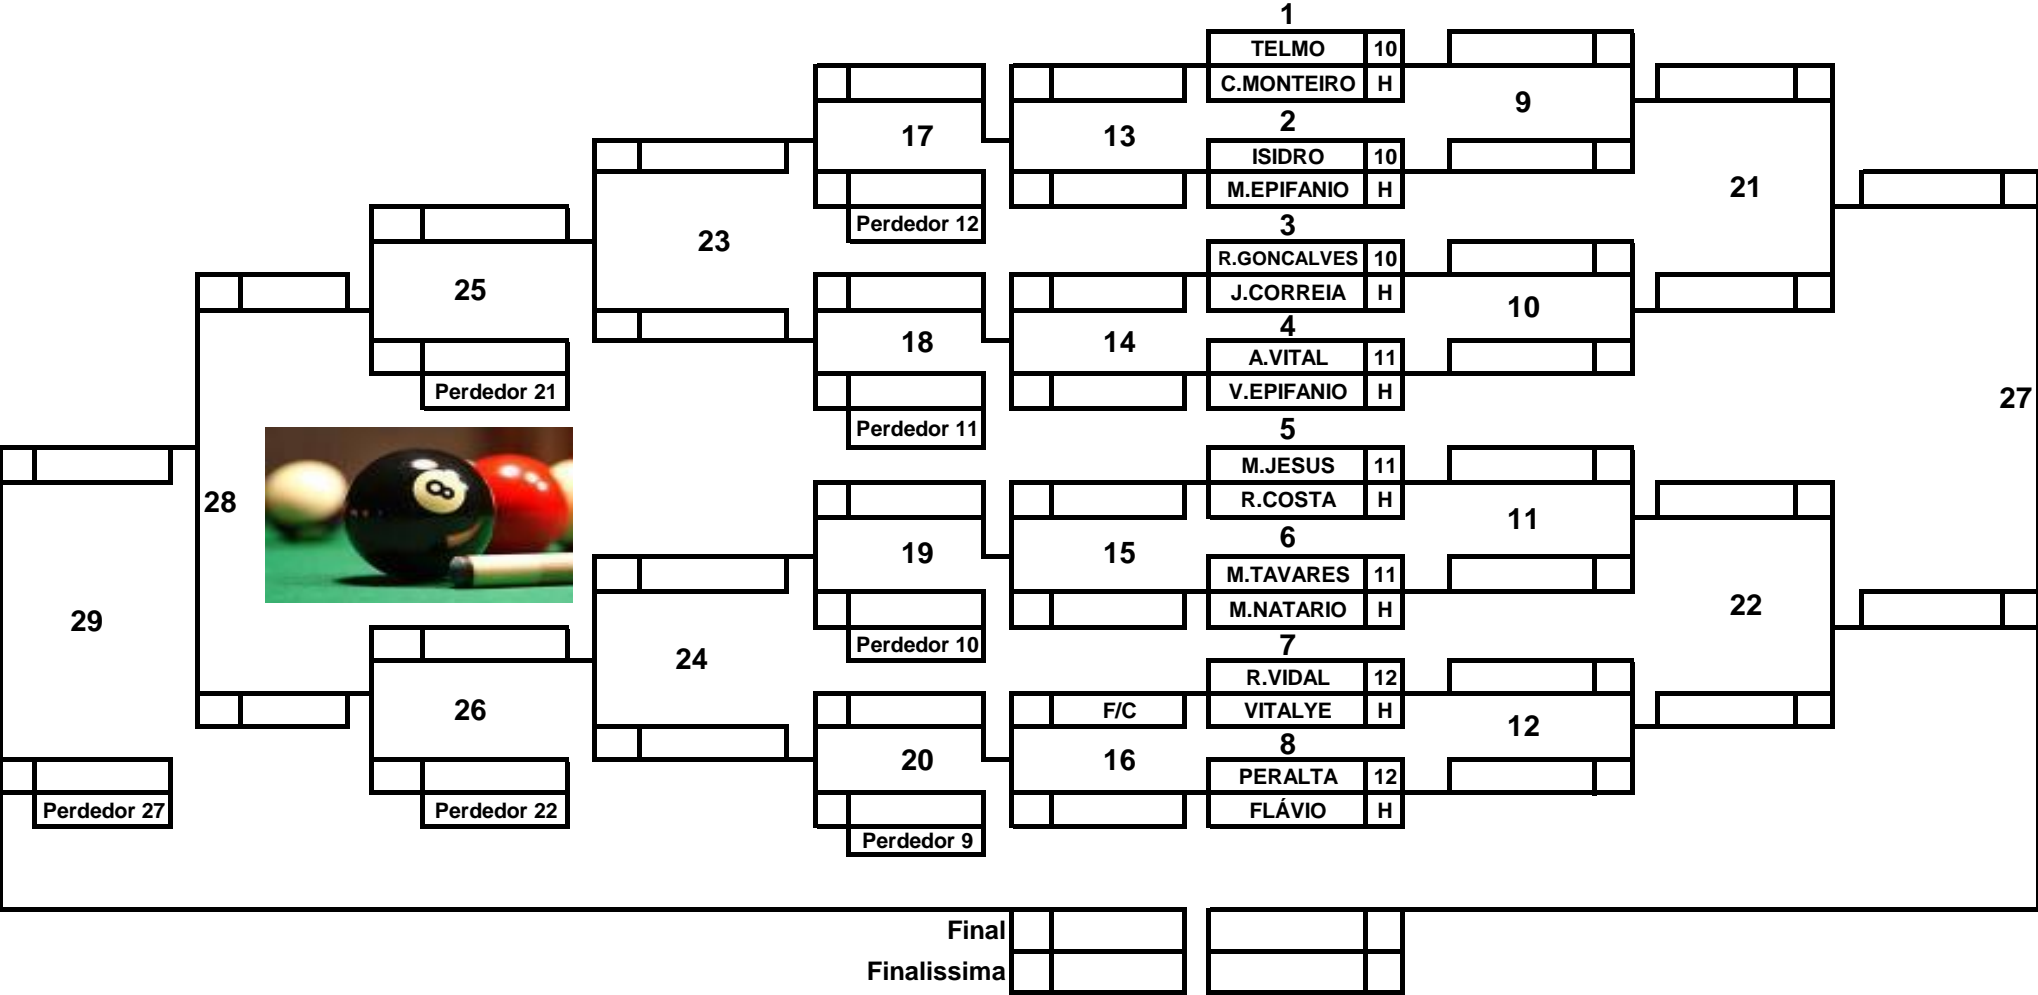 1
TELMO 10
C.MONTEIRO H
9
17
13
2
ISIDRO 10
M.EPIFANIO H
21
Perdedor 12
3
23
R.GONCALVES 10
25
J.CORREIA H
10
4
18
14
A.VITAL 11
Perdedor 21
V.EPIFANIO H
27
Perdedor 11
5
M.JESUS 11
8
28
R.COSTA H
11
6
19
15
M.TAVARES 11
29
M.NATARIO H
22
Perdedor 10
7
24
R.VIDAL 12
26
F/C
VITALYE H
12
8
20
16
PERALTA 12
Perdedor 27
Perdedor 22
FLÁVIO H
Perdedor 9
Final
Finalissima